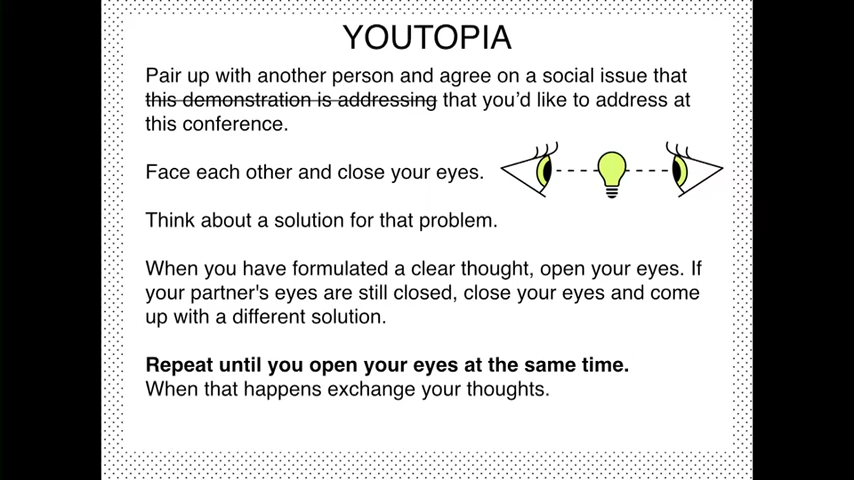 YOUTOPIA
Pair up with another person and agree on a social issue that
this demonstration is addressing that you'd like to address at
this conference.
Face each other and close your eyes.
Think about a solution for that problem.
When you have formulated a clear thought, open your eyes. If
your partner's eyes are still closed, close your eyes and come
up with a different solution.
Repeat until you open your eyes at the same time.
When that happens exchange your thoughts.